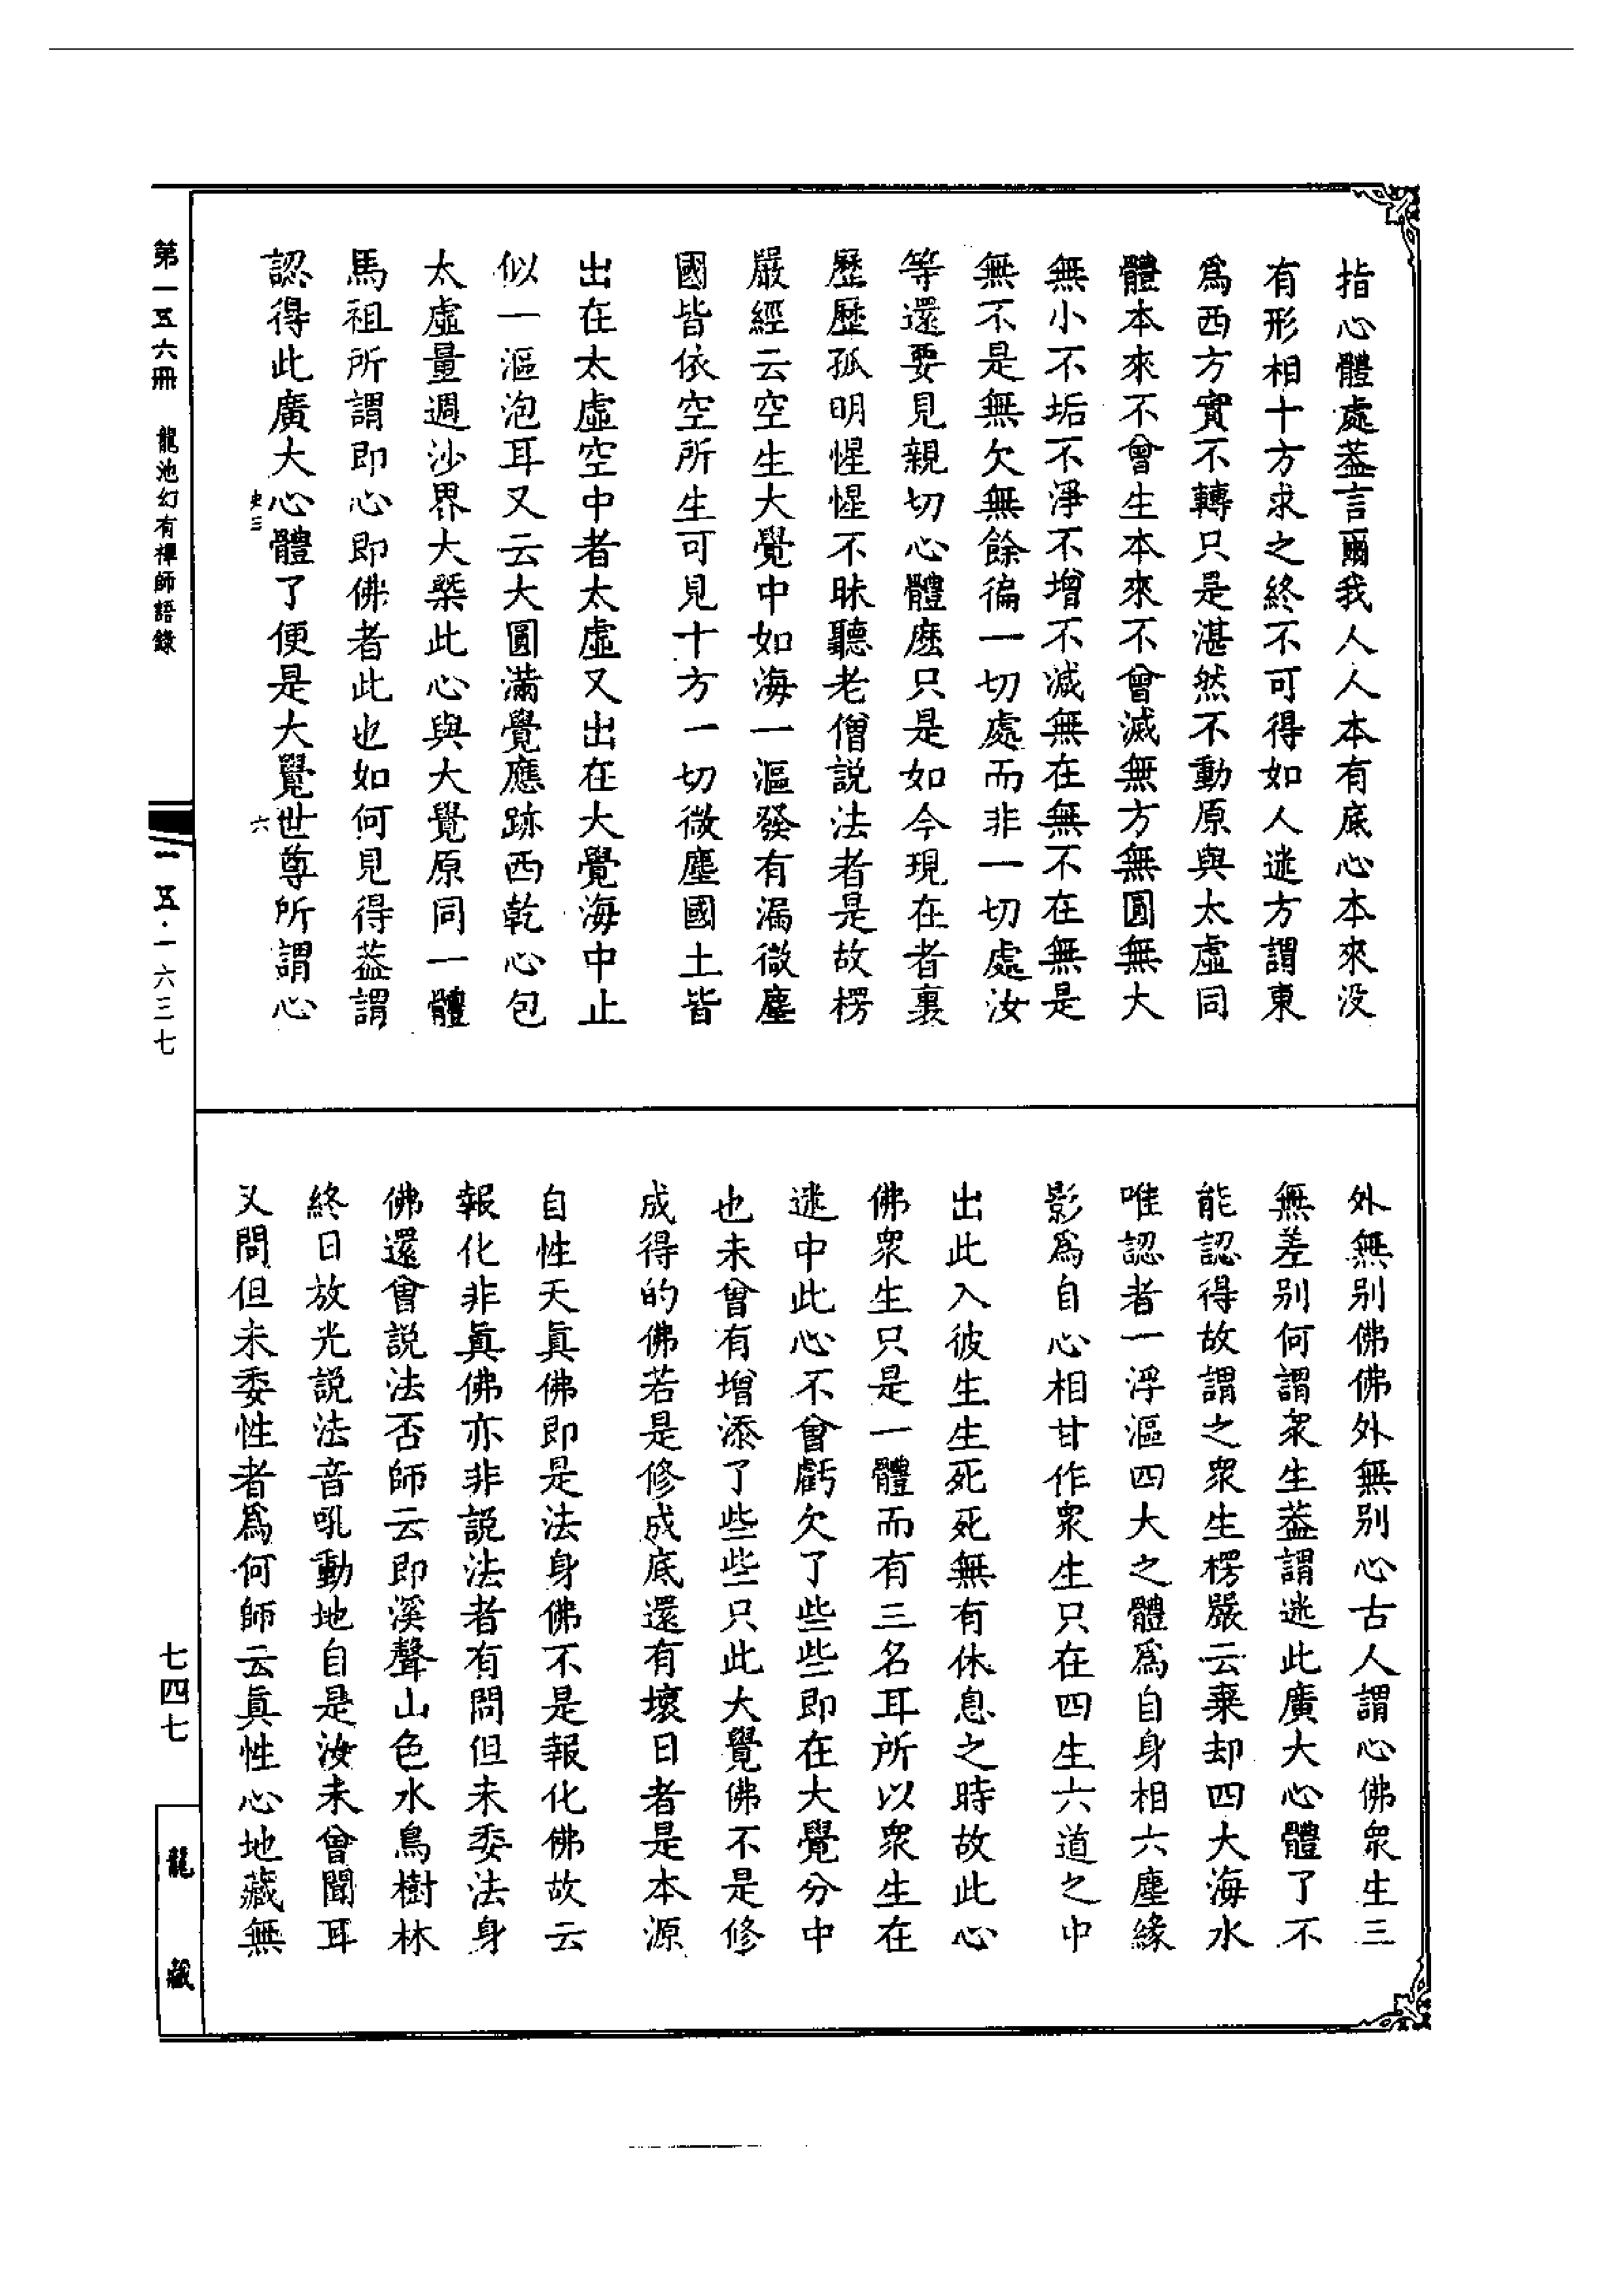 指心體處葢言爾我人人本有底心本來没
有形相十方求之終不可得如人迷方謂東
爲西方實不轉只是湛然不動原與太虛同
體本來不曾生本來不曾滅無方無圓無大
無小不垢不淨不增不減無在無不在無是
無不是無欠無餘徧一切處而非一切處汝
等還要見親切心體麽只是如今現在者裏
歷歷孤明惺惺不昧聽老僧説法者是故楞
嚴經云空生大覺中如海一漚發有漏微塵
國皆依空所生可見十方一切微塵國土皆
出在太虛空中者太虛又出在大覺海中止
似一漚泡耳又云大圓滿覺應跡西乾心包
太虛量週沙界大槩此心與大覺原同一體
馬祖所謂即心即佛者此也如何見得葢謂
認得此廣大心體了便是大覺世尊所謂心
史三
六
外無别佛佛外無别心古人謂心佛衆生三
無差别何謂衆生葢謂迷此廣大心體了不
能認得故謂之衆生楞嚴云棄却四大海水
唯認者一浮漚四大之體爲自身相六塵緣
影爲自心相甘作衆生只在四生六道之中
出此入彼生生死死無有休息之時故此心
佛衆生只是一體而有三名耳所以衆生在
迷中此心不曾虧欠了些些即在大覺分中
也未曾有增添了些些只此大覺佛不是修
成得的佛若是修成底還有壞日者是本源
自性天眞佛即是法身佛不是報化佛故云
報化非眞佛亦非説法者有問但未委法身
佛還會説法否師云即溪聲山色水鳥樹林
終日放光説法音吼動地自是汝未曾聞耳
又問但未委性者爲何師云眞性心地藏無
第一五六冊　龍池幻有禪師語錄
一五·一六三七
七四七
龍藏